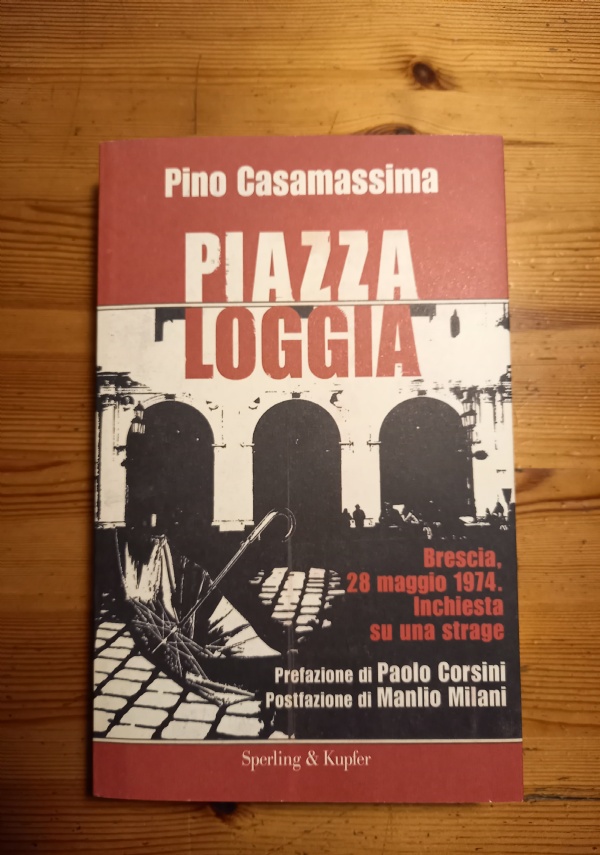 Pino Casamassima
PIAZZA
LOGGIA
Brescia,
28 maggio 1974.
Inchiesta
su una strage
Prefazione di Paolo Corsini
Postfazione di Manlio Milani
Sperling & Kupfer